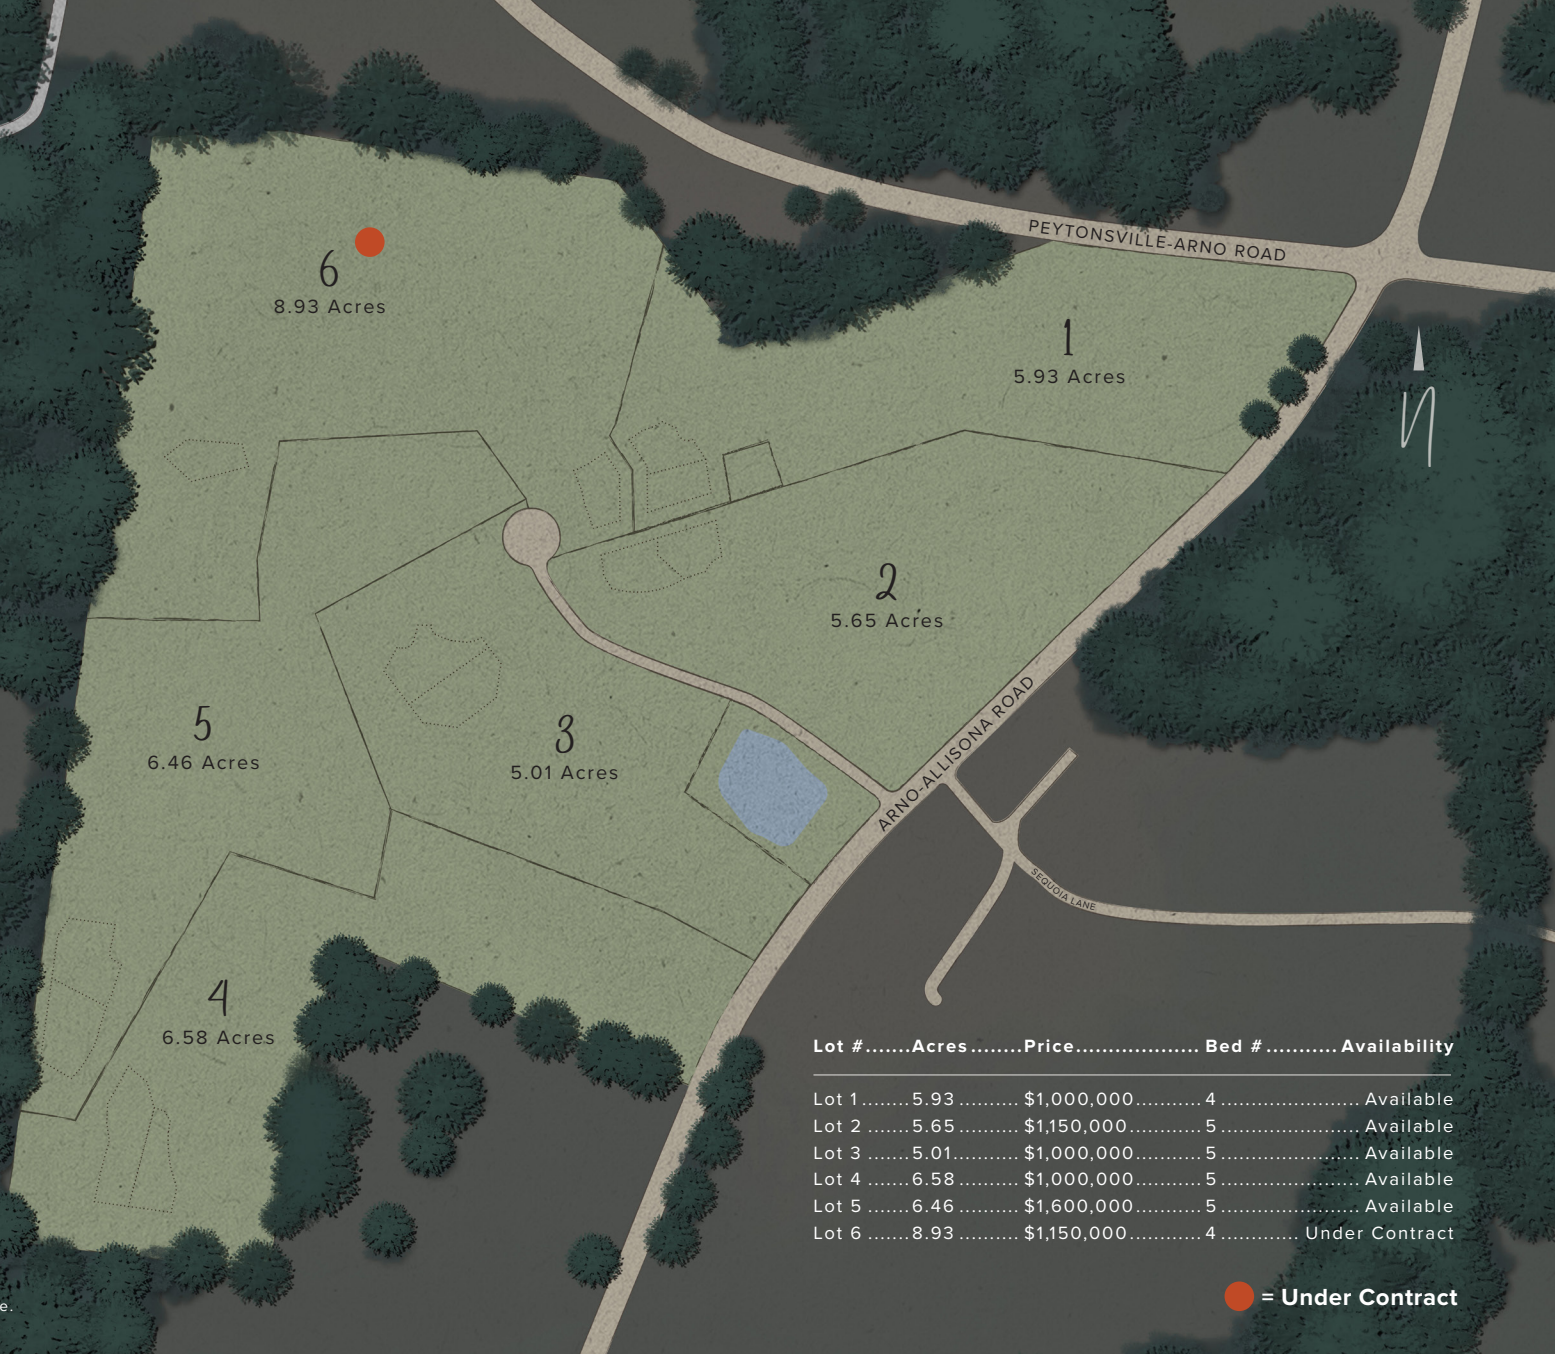 PEYTONSVILLE-ARNO ROAD
6
8.93 Acres
1
5.93 Acres
N
2
5.65 Acres
5
6.46 Acres
3
5.01 Acres
ARNO-ALLISONA ROAD
SEQUOIA LANE
4
6.58 Acres
Lot #.......Acres........Price................... Bed #...........Availability
Lot 1.......5.93..........$1,000,000...........4.......................Available
Lot 2.......5.65..........$1,150,000............5.......................Available
Lot 3.......5.01...........$1,000,000...........5.......................Available
Lot 4.......6.58..........$1,000,000...........5.......................Available
Lot 5.......6.46..........$1,600,000...........5.......................Available
Lot 6.......8.93..........$1,150,000............4.............Under Contract
e.
= Under Contract